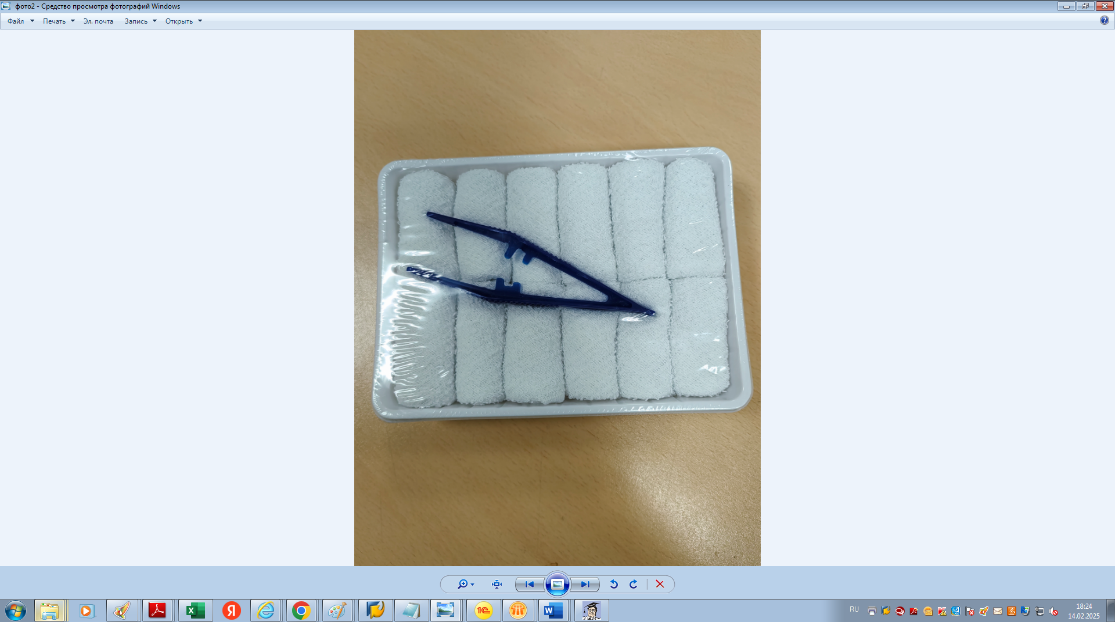 фото2 - Средство просмотра фотографий Windows
Файл Печать Эл. почта Запись Открыть
RU
18:24
14.02.2025